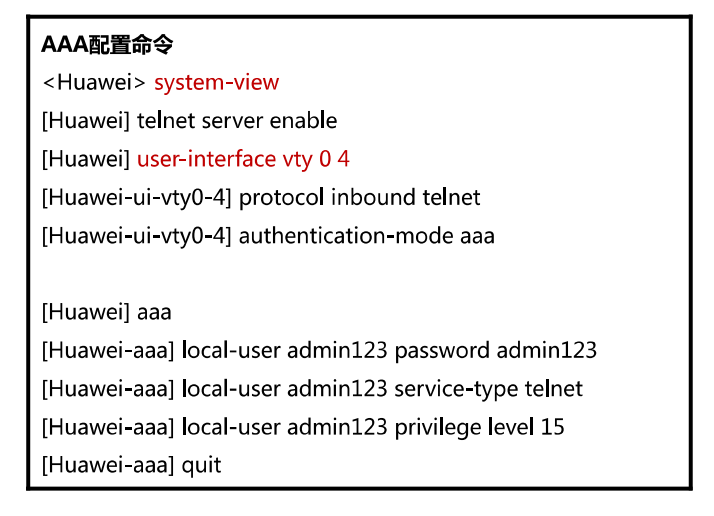 AAA配置命令
<Huawei> system-view
[Huawei] telnet server enable
[Huawei] user-interface vty 0 4
[Huawei-ui-vty0-4] protocol inbound telnet
[Huawei-ui-vty0-4] authentication-mode aaa
[Huawei] aaa
[Huawei-aaa] local-user admin123 password admin123
[Huawei-aaa] local-user admin123 service-type telnet
[Huawei-aaa] local-user admin123 privilege level 15
[Huawei-aaa] quit